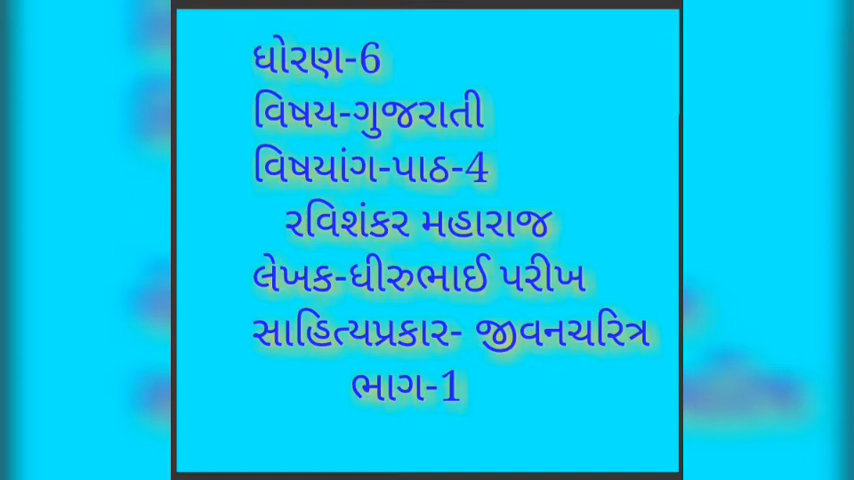 ધોરણ-6
વિષય-ગુજરાતી
વિષયાંગ-પાઠ-4
રવિશંકર મહારાજ
લેખક-ધીરુભાઈ પરીખ
સાહિત્યપ્રકાર- જીવનચરિત્ર
ભાગ-1